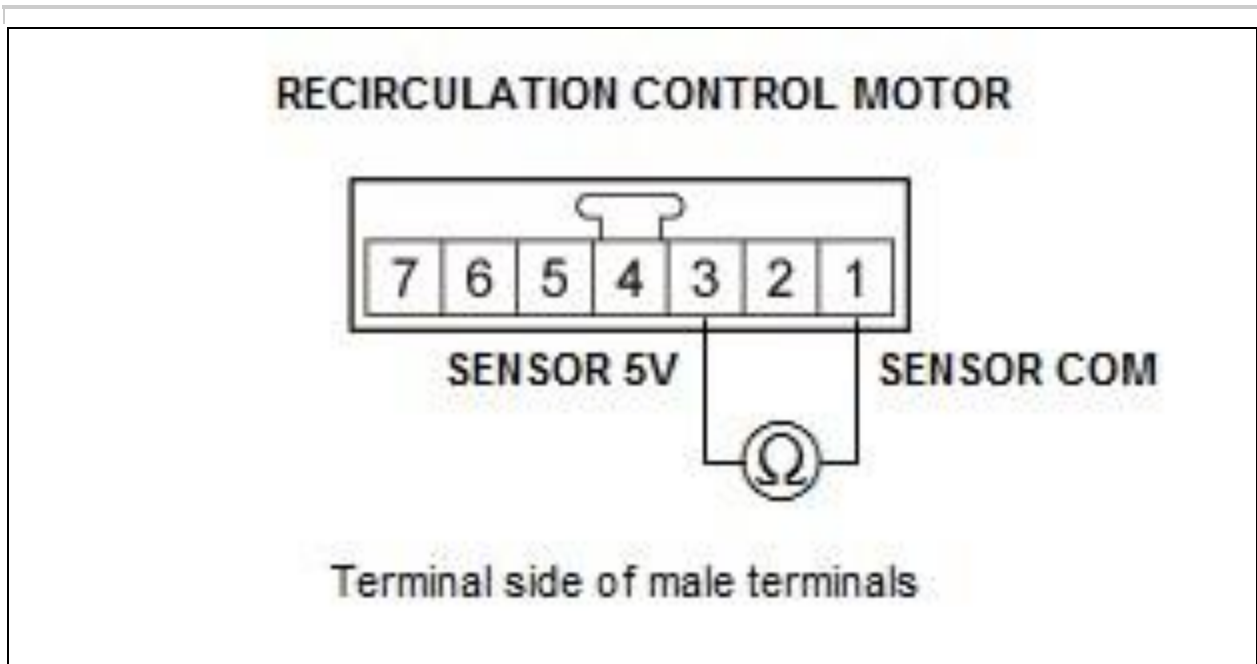 RECIRCULATION CONTROL MOTOR
7 6 5 4 3 2 1
SENSOR 5V SENSOR COM
Ω
Terminal side of male terminals